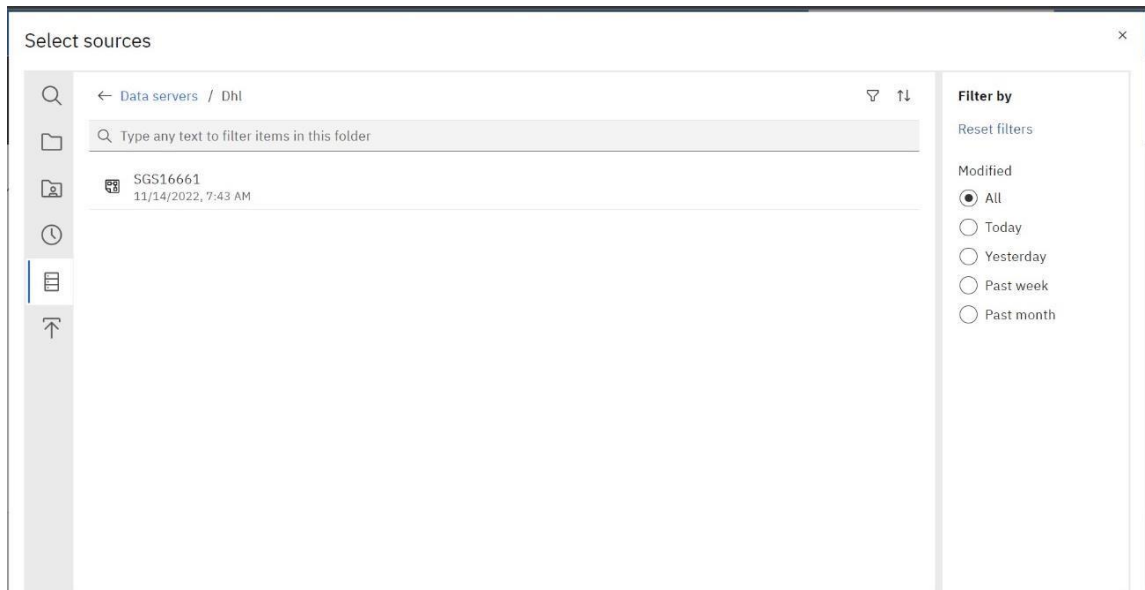 Select sources
Data servers / Dhl
Type any text to filter items in this folder
SGS16661
11/14/2022, 7:43 AM
Filter by
Reset filters
Modified
All
Today
Yesterday
Past week
Past month